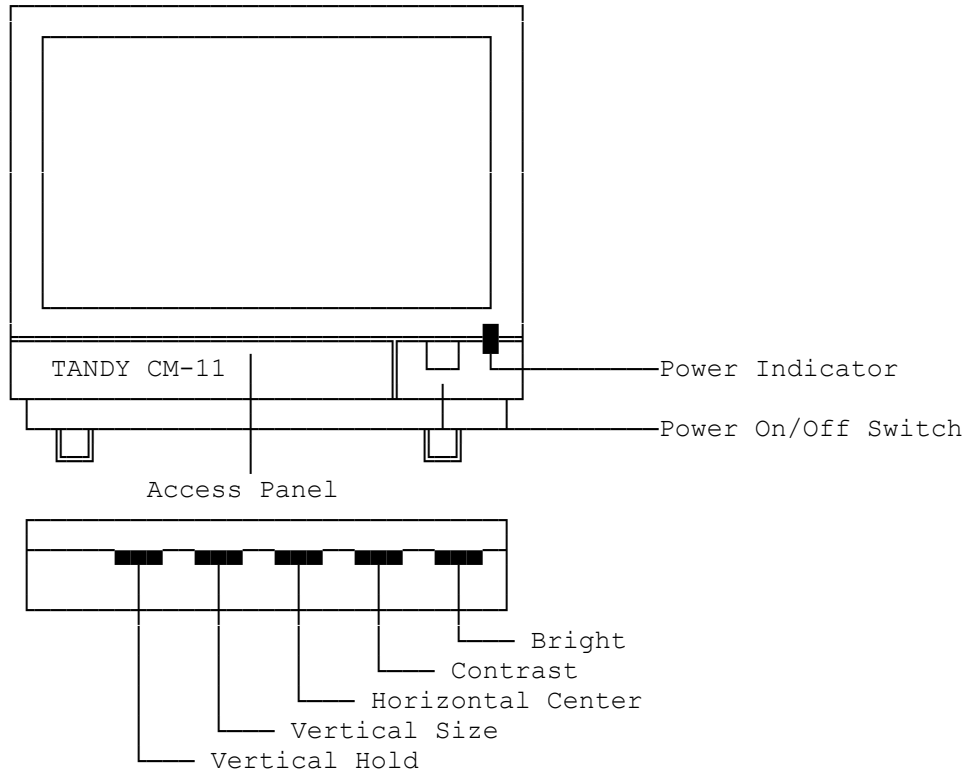 TANDY CM-11
Power Indicator
Power On/Off Switch
Access Panel
Bright
Contrast
Horizontal Center
Vertical Size
Vertical Hold